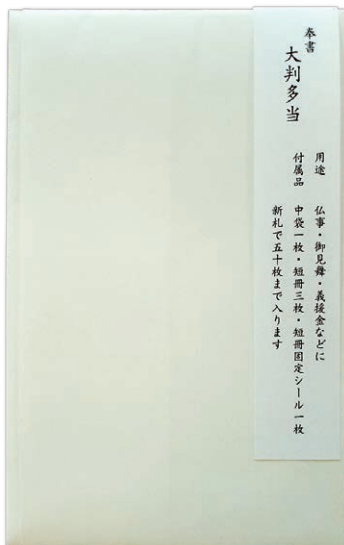 奉書
大判多当
用途　仏事・御見舞・義援金などに
付属品　中袋一枚・短冊三枚・短冊固定シール一枚
新札で五十枚まで入ります